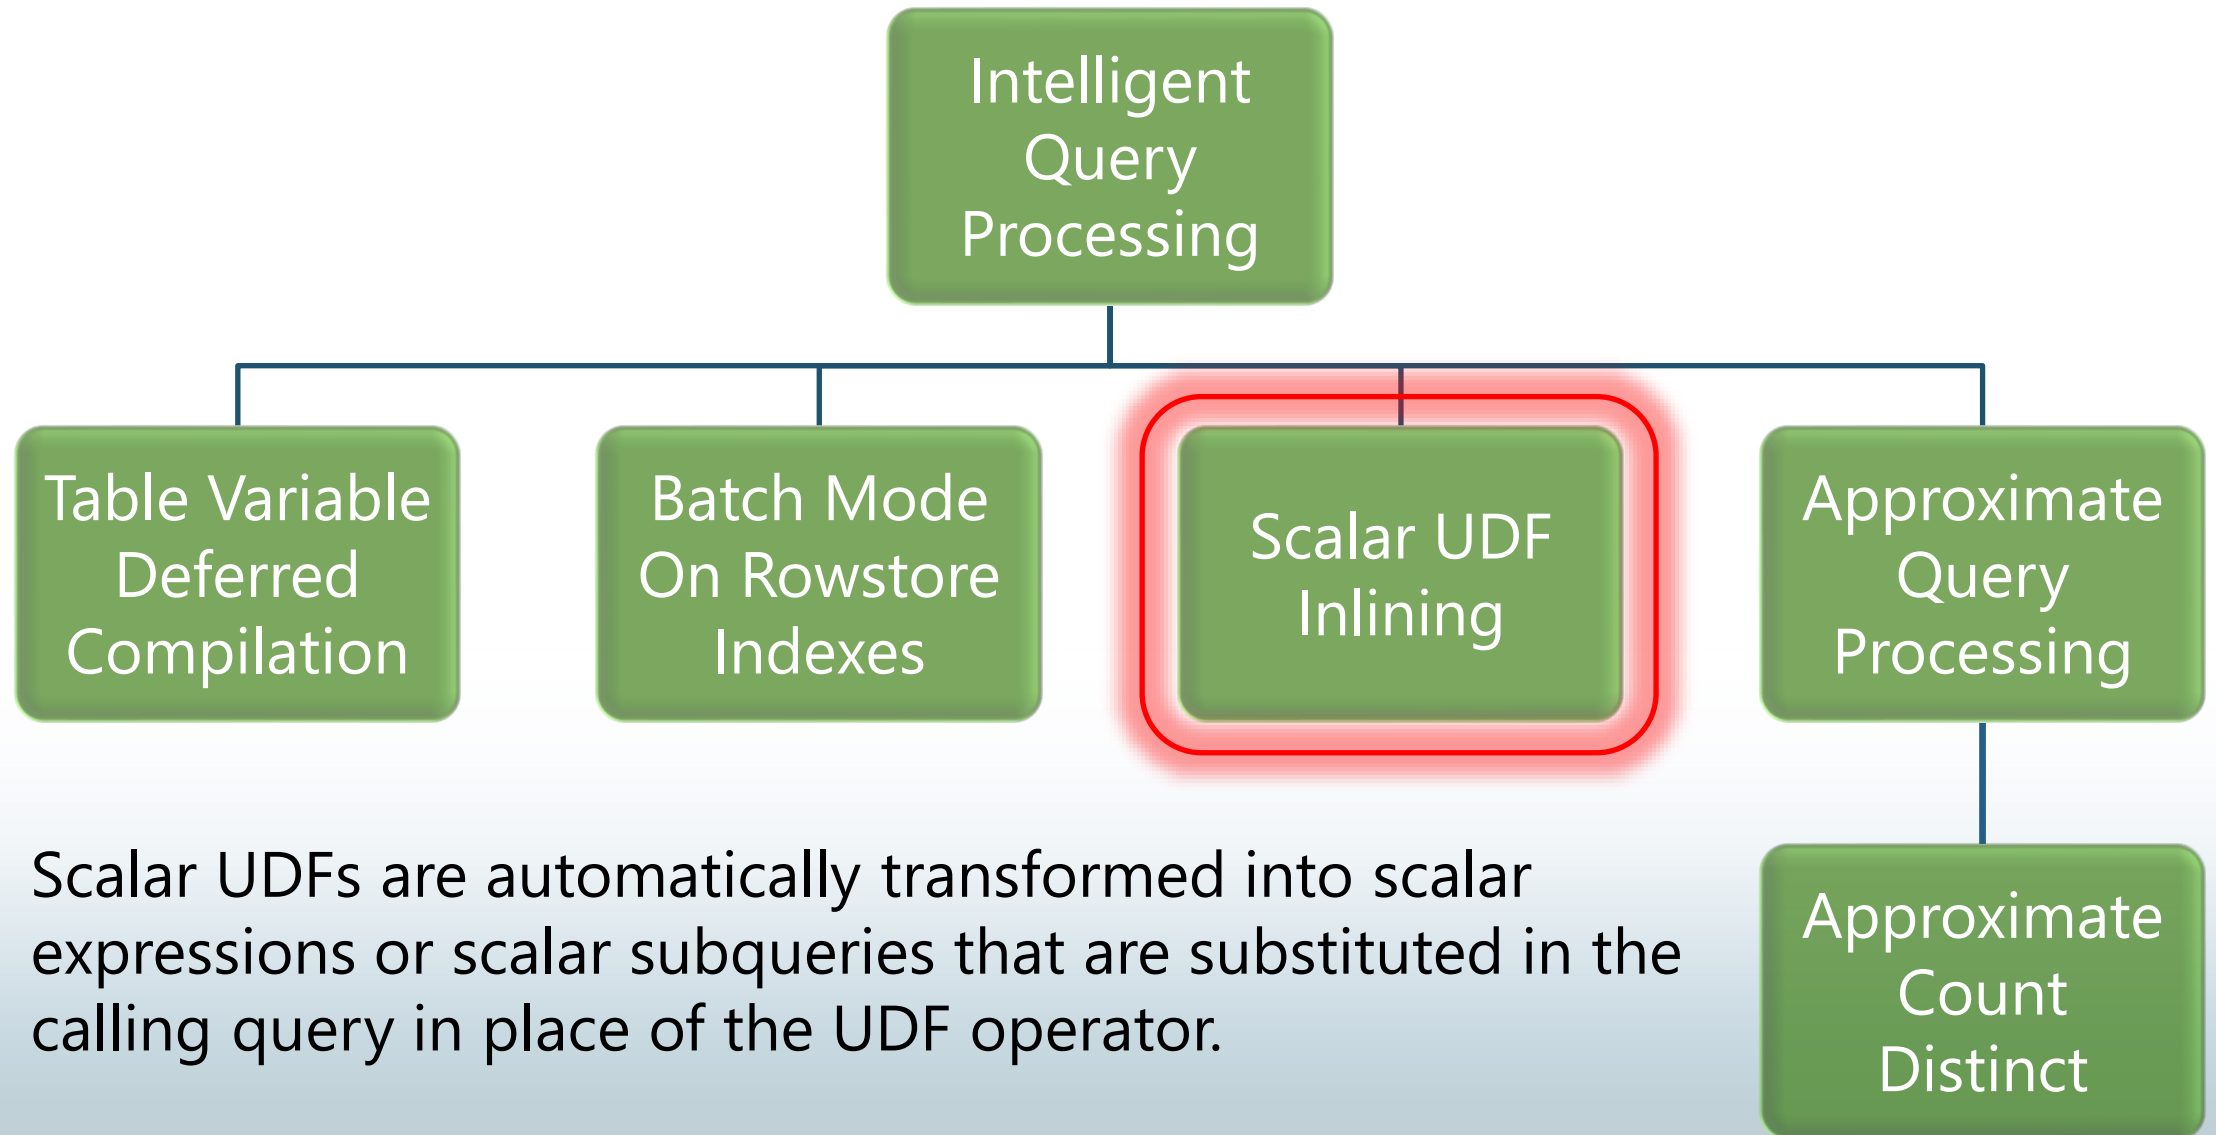 Intelligent
Query
Processing
Table Variable
Deferred
Compilation
Batch Mode
On Rowstore
Indexes
Scalar UDF
Inlining
Approximate
Query
Processing
Scalar UDFs are automatically transformed into scalar
expressions or scalar subqueries that are substituted in the
calling query in place of the UDF operator.
Approximate
Count
Distinct